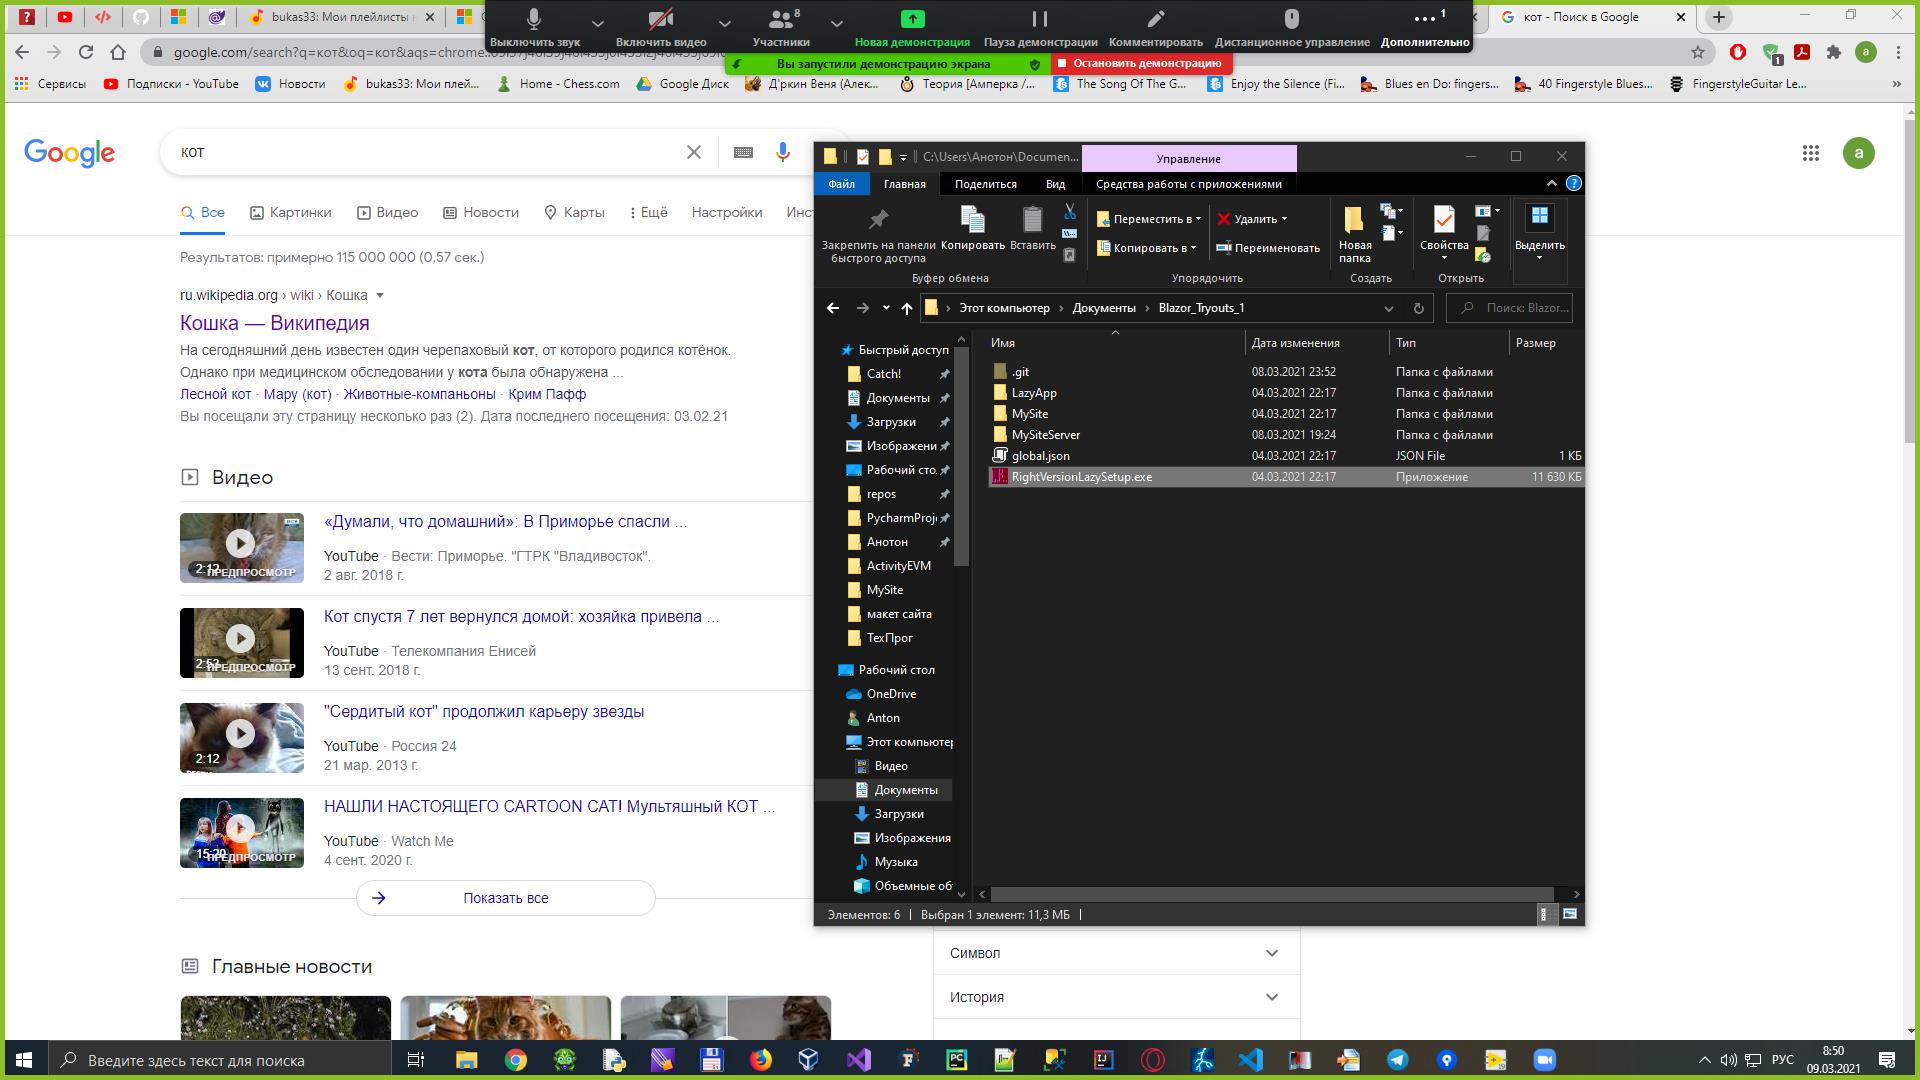 bukas33: Мои плейлисты
кот - Поиск в Google
Выключить звук
Включить видео
Участники
8
Новая демонстрация
Пауза демонстрации
Комментировать
Дистанционное управление
Дополнительно
1
Вы запустили демонстрацию экрана
Остановить демонстрацию
Сервисы
Подписки - YouTube
Новости
bukas33: Мои плей...
Home - Chess.com
Google Диск
Д'ркин Веня (Алек...
Теория [Амперка /...
The Song Of The G...
Enjoy the Silence (Fi...
Blues en Do: fingers...
40 Fingerstyle Blues...
FingerstyleGuitar Le...
Google
кот
Все
Картинки
Видео
Новости
Карты
Ещё
Настройки
Результатов: примерно 115 000 000 (0,57 сек.)
ru.wikipedia.org › wiki › Кошка
Кошка — Википедия
На сегодняшний день известен один черепаховый кот, от которого родился котёнок.
Однако при медицинском обследовании у кота была обнаружена ...
Лесной кот · Мару (кот) · Животные-компаньоны · Крим Пафф
Вы посещали эту страницу несколько раз (2). Дата последнего посещения: 03.02.21
Видео
«Думали, что домашний»: В Приморье спасли ...
YouTube · Вести: Приморье. "ГТРК "Владивосток".
2 авг. 2018 г.
2:12
ПРЕДПРОСМОТР
Кот спустя 7 лет вернулся домой: хозяйка привела ...
YouTube · Телекомпания Енисей
13 сент. 2018 г.
2:52
ПРЕДПРОСМОТР
"Сердитый кот" продолжил карьеру звезды
YouTube · Россия 24
21 мар. 2013 г.
2:12
НАШЛИ НАСТОЯЩЕГО CARTOON CAT! Мультяшный КОТ ...
YouTube · Watch Me
4 сент. 2020 г.
15:20
ПРЕДПРОСМОТР
Показать все
Главные новости
C:\Users\Анотон\Documen...
Управление
Файл
Главная
Поделиться
Вид
Средства работы с приложениями
Закрепить на панели
быстрого доступа
Копировать
Вставить
Переместить в
Копировать в
Удалить
Переименовать
Новая
папка
Свойства
Выделить
Буфер обмена
Упорядочить
Создать
Открыть
Этот компьютер
Документы
Blazor_Tryouts_1
Поиск: Blazor...
Имя
Дата изменения
Тип
Размер
.git 08.03.2021 23:52 Папка с файлами
LazyApp 04.03.2021 22:17 Папка с файлами
MySite 04.03.2021 22:17 Папка с файлами
MySiteServer 08.03.2021 19:24 Папка с файлами
global.json 04.03.2021 22:17 JSON File 1 КБ
RightVersionLazySetup.exe 04.03.2021 22:17 Приложение 11 630 КБ
Быстрый доступ
Catch!
Документы
Загрузки
Изображени
Рабочий сто.
repos
PycharmProj
Анотон
ActivityEVM
MySite
макет сайта
ТехПрог
Рабочий стол
OneDrive
Anton
Этот компьютер
Видео
Документы
Загрузки
Изображения
Музыка
Объемные об
Элементов: 6
Выбран 1 элемент: 11,3 МБ
Символ
История
Введите здесь текст для поиска
РУС
8:50
09.03.2021